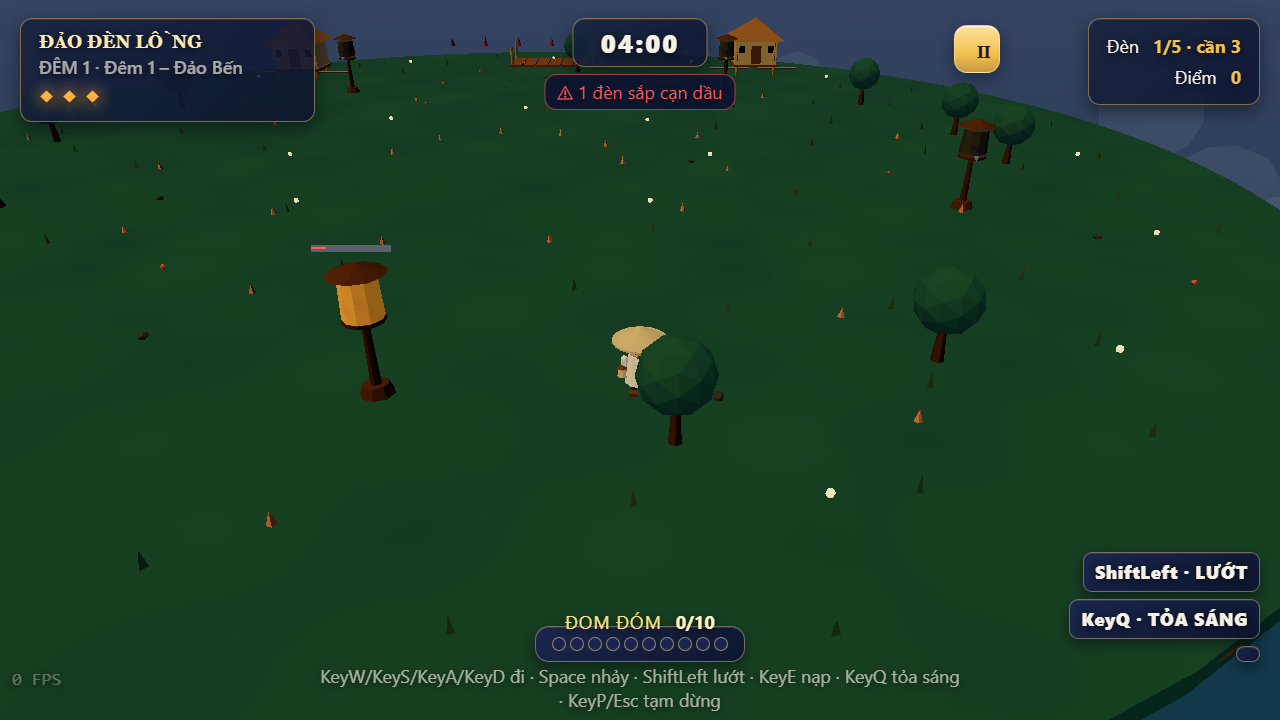 ĐẢO ĐÈN LỒNG
ĐÊM 1 · Đêm 1 – Đảo Bến
04:00
⚠ 1 đèn sắp cạn dầu
II
Đèn 1/5 · cần 3
Điểm 0
ShiftLeft · LƯỚT
KeyQ · TỎA SÁNG
ĐOM ĐÓM 0/10
0 FPS
KeyW/KeyS/KeyA/KeyD đi · Space nhảy · ShiftLeft lướt · KeyE nạp · KeyQ tỏa sáng
· KeyP/Esc tạm dừng